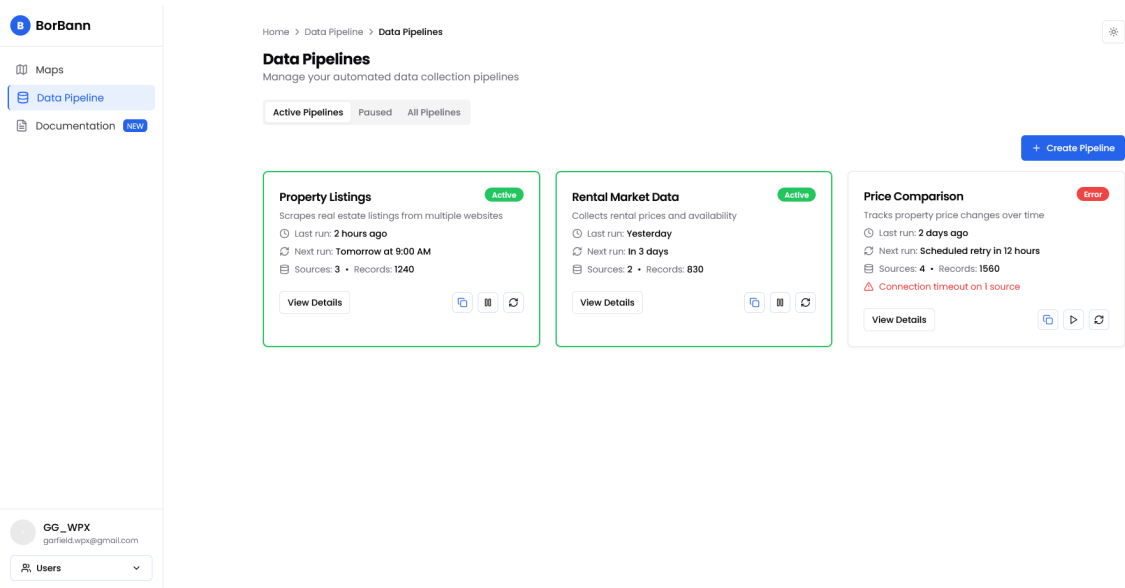 B BorBann
Maps
Data Pipeline
Documentation NEW
GG_WPX
garfield.wpx@gmail.com
Users
Home > Data Pipeline > Data Pipelines
Data Pipelines
Manage your automated data collection pipelines
Active Pipelines Paused All Pipelines
+ Create Pipeline
Property Listings Active
Scrapes real estate listings from multiple websites
Last run: 2 hours ago
Next run: Tomorrow at 9:00 AM
Sources: 3 • Records: 1240
View Details
Rental Market Data Active
Collects rental prices and availability
Last run: Yesterday
Next run: In 3 days
Sources: 2 • Records: 830
View Details
Price Comparison Error
Tracks property price changes over time
Last run: 2 days ago
Next run: Scheduled retry in 12 hours
Sources: 4 • Records: 1560
Connection timeout on 1 source
View Details